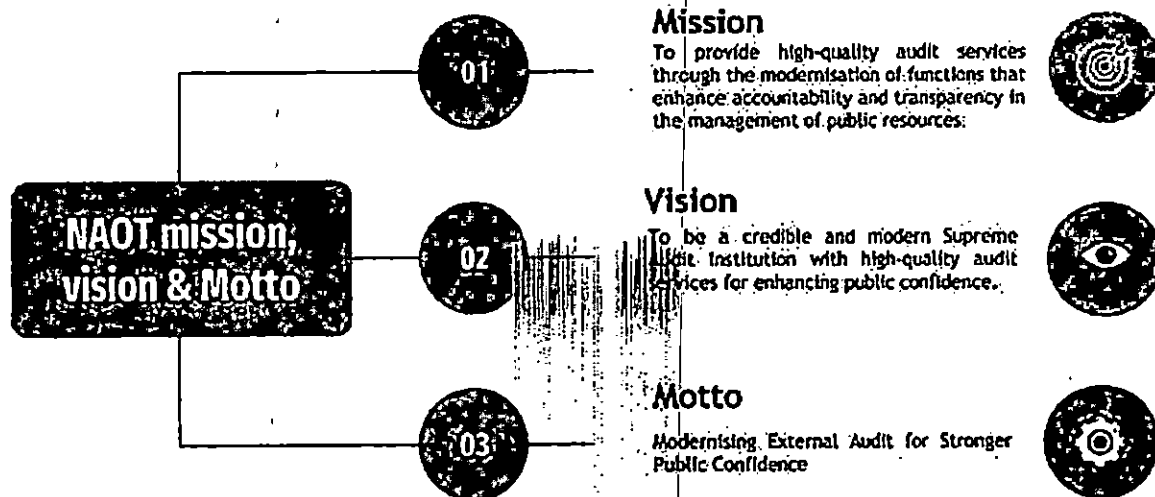 NAOT mission,
vision & Motto
01
Mission
To provide high-quality audit services
through the modernisation of functions that
enhance accountability and transparency in
the management of public resources.
02
Vision
To be a credible and modern Supreme
Audit Institution with high-quality audit
services for enhancing public confidence.
03
Motto
Modernising External Audit for Stronger
Public Confidence